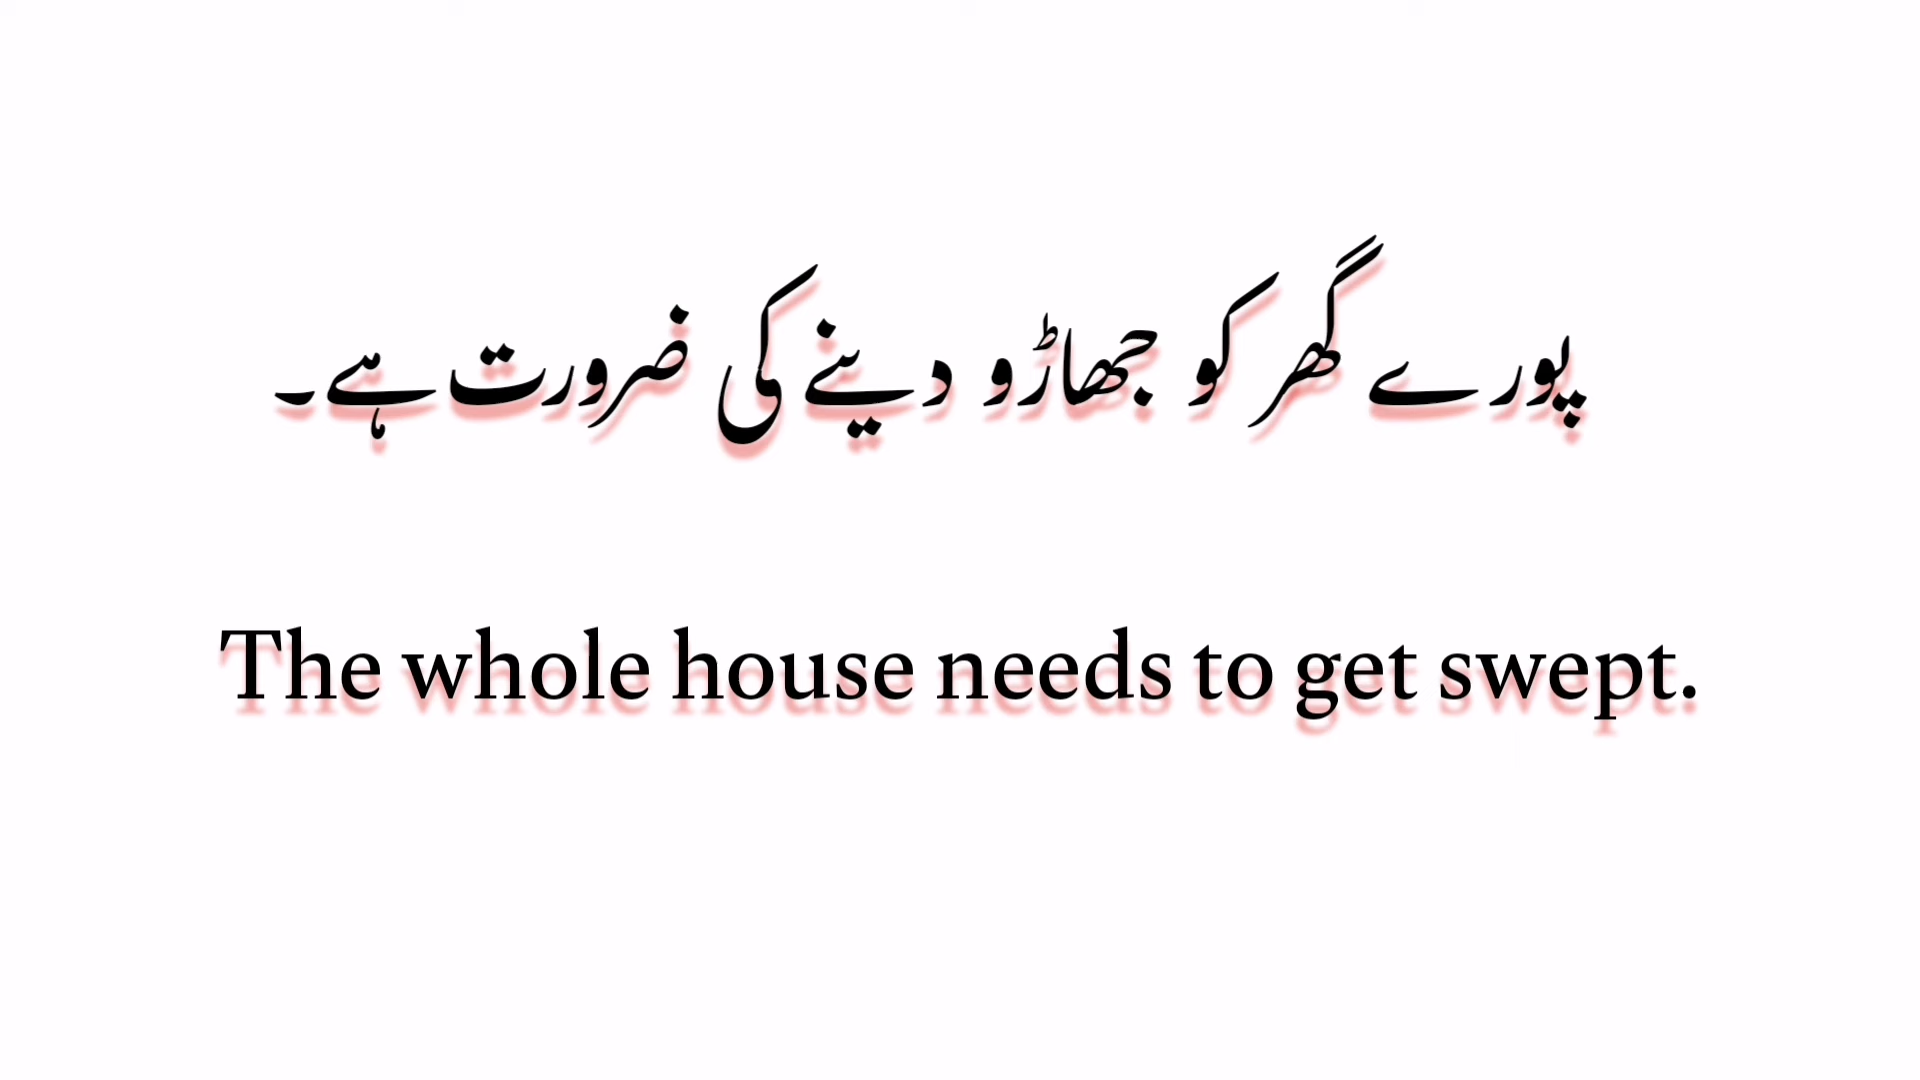 پورے گھر کو جھاڑو دینے کی ضرورت ہے۔
The whole house needs to get swept.